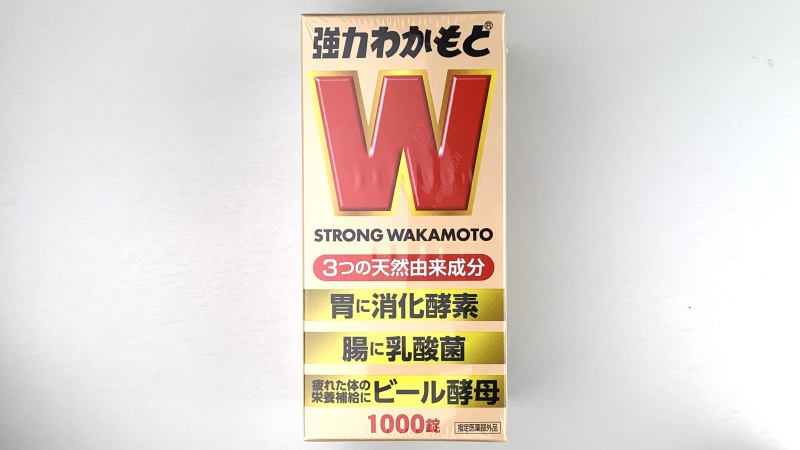 強力わかもと®
W
STRONG WAKAMOTO
3つの天然由来成分
胃に消化酵素
腸に乳酸菌
疲れた体の
栄養補給にビール酵母
1000錠 指定医薬部外品